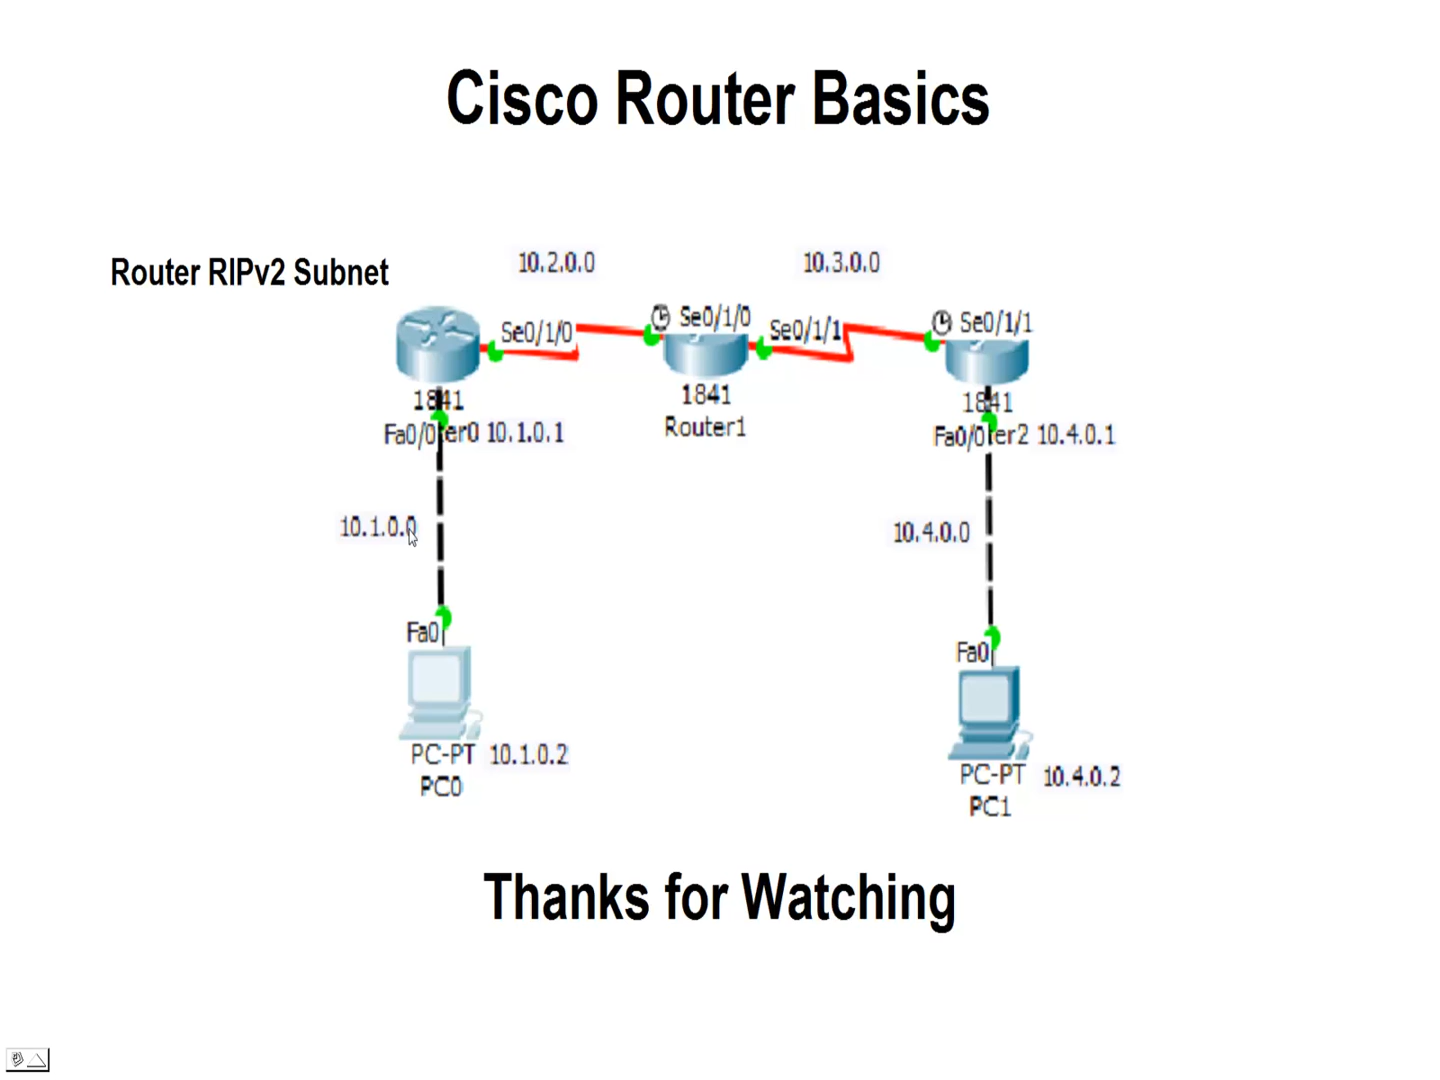 Cisco Router Basics
Router RIPv2 Subnet
10.2.0.0
10.3.0.0
Se0/1/0
Se0/1/0
Se0/1/1
Se0/1/1
1841
1841
Router1
1841
Fa0/0
ter0 10.1.0.1
Fa0/0
ter2 10.4.0.1
10.1.0.0
10.4.0.0
Fa0
Fa0
PC-PT 10.1.0.2
PC0
PC-PT 10.4.0.2
PC1
Thanks for Watching